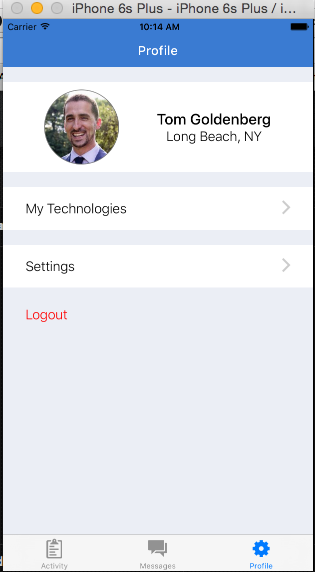 iPhone 6s Plus - iPhone 6s Plus / i...
Carrier 10:14 AM
Profile
Tom Goldenberg
Long Beach, NY
My Technologies
Settings
Logout
Activity Messages Profile